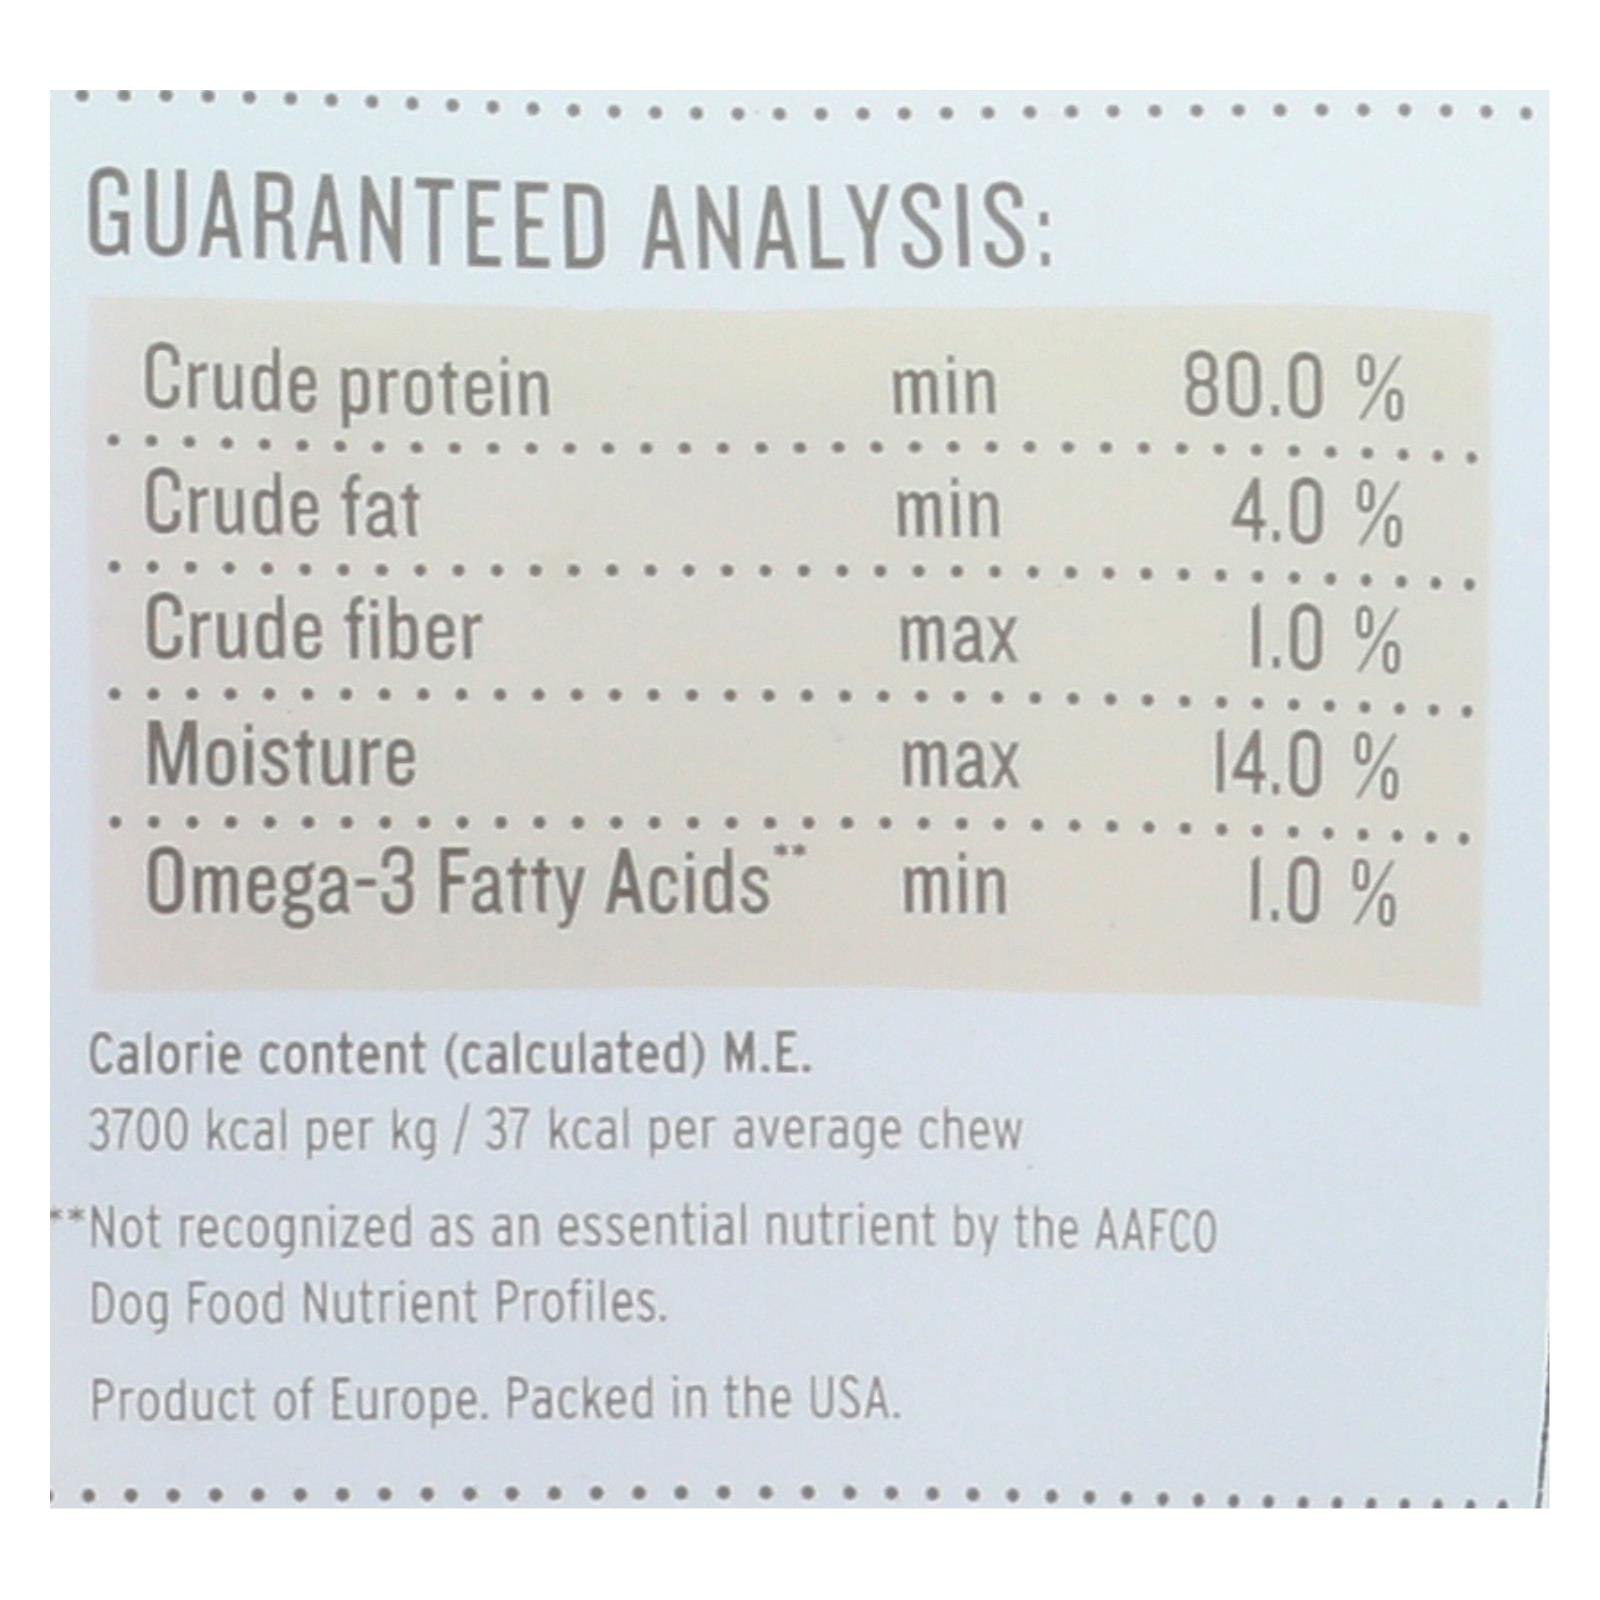 GUARANTEED ANALYSIS:
Crude protein min 80.0 %
Crude fat min 4.0 %
Crude fiber max 1.0 %
Moisture max 14.0 %
Omega-3 Fatty Acids** min 1.0 %
Calorie content (calculated) M.E.
3700 kcal per kg / 37 kcal per average chew
**Not recognized as an essential nutrient by the AAFCO
Dog Food Nutrient Profiles.
Product of Europe. Packed in the USA.